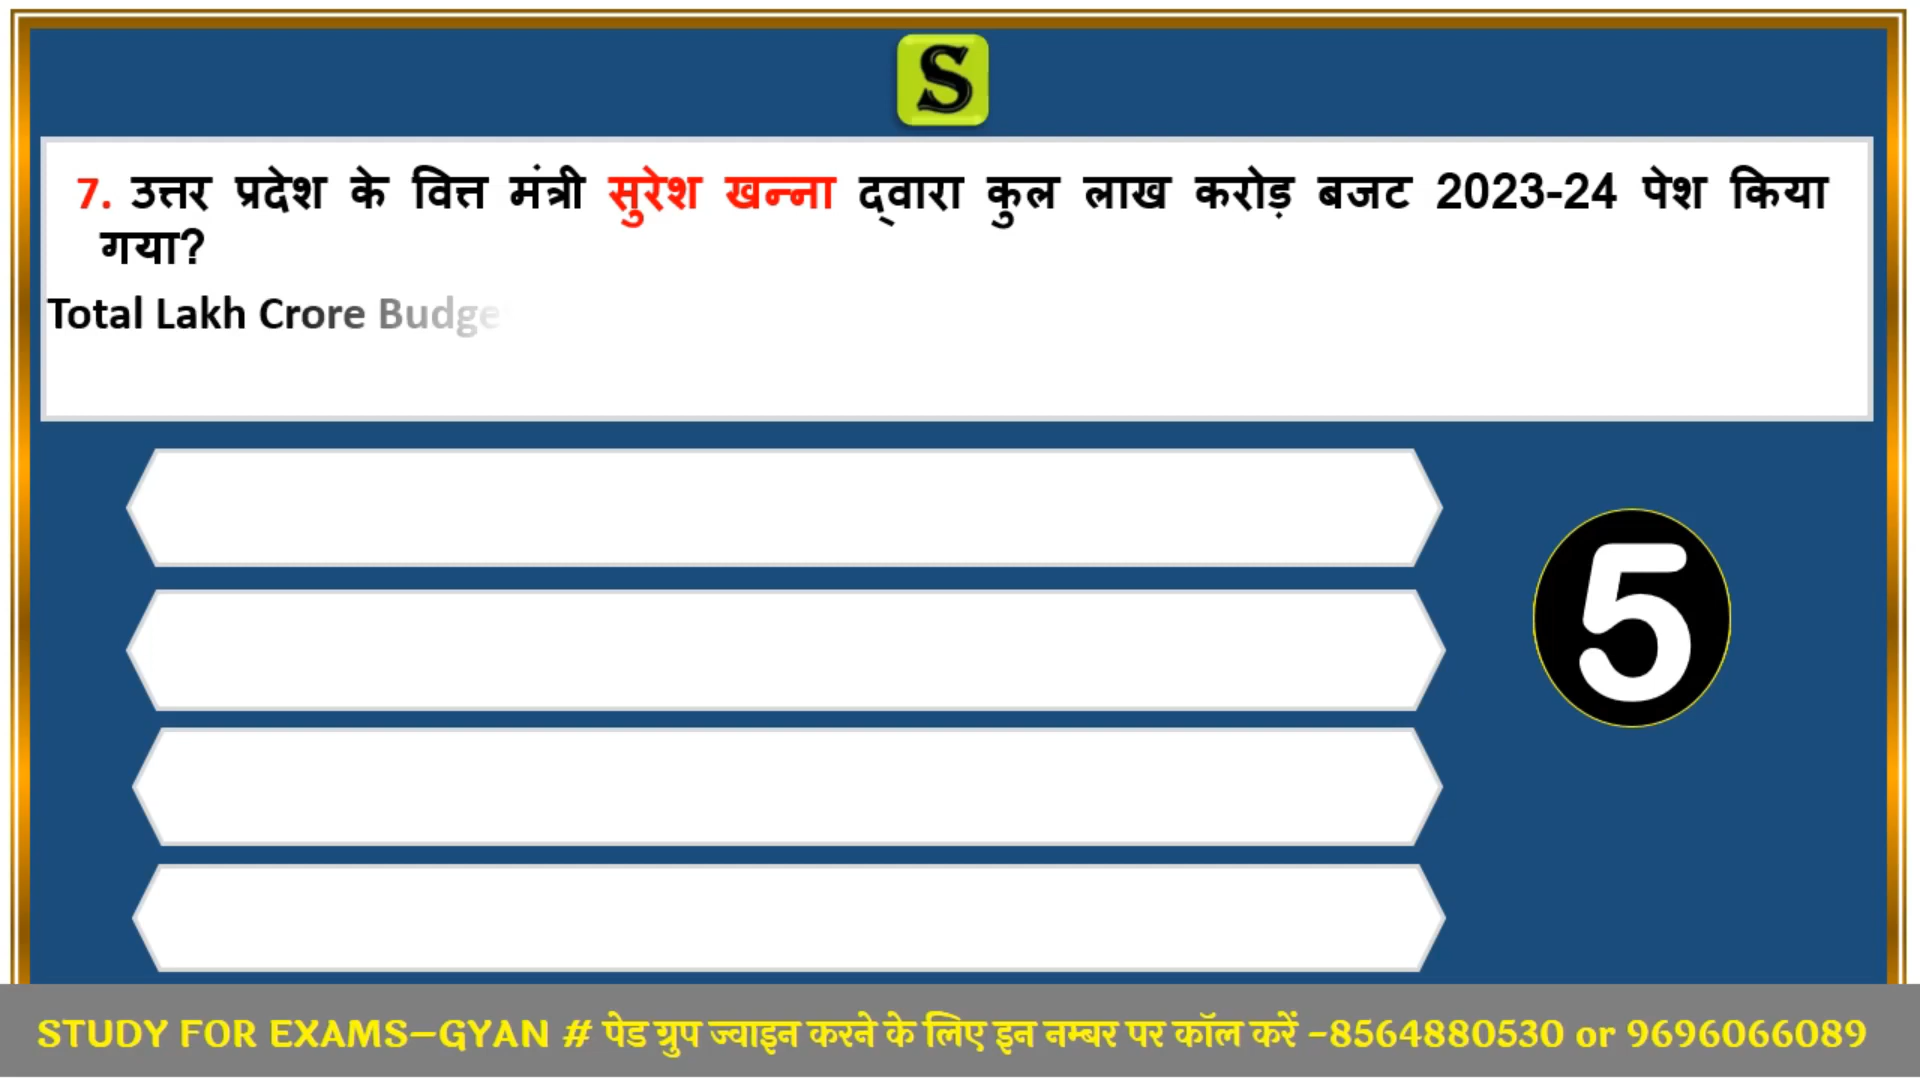 S
7. उत्तर प्रदेश के वित्त मंत्री सुरेश खन्ना द्वारा कुल लाख करोड़ बजट 2023-24 पेश किया
गया?
Total Lakh Crore Budge
5
STUDY FOR EXAMS–GYAN # पेड ग्रुप ज्वाइन करने के लिए इन नम्बर पर कॉल करें -8564880530 or 9696066089